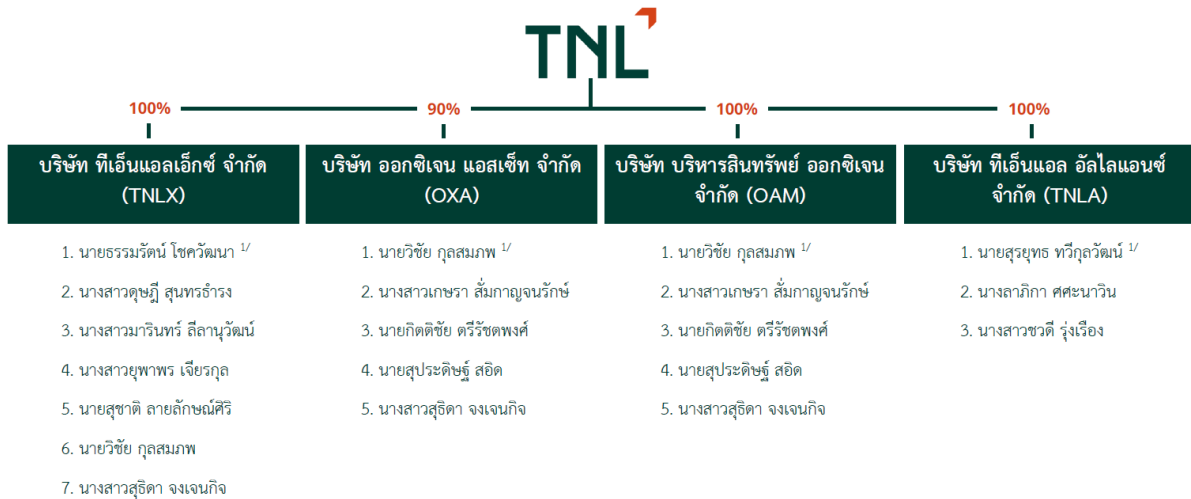 TNL
100%
90%
100%
100%
บริษัท ทีเอ็นแอลเอ็กซ์ จำกัด
(TNLX)
1. นายธรรมรัตน์ โชควัฒนา 1/
2. นางสาวดุษฎี สุนทรธำรง
3. นางสาวมารินทร์ ลีลานุวัฒน์
4. นางสาวยุพาพร เจียรกุล
5. นายสุชาติ ลายลักษณ์ศิริ
6. นายวิชัย กุลสมภพ
7. นางสาวสุธิดา จงเจนกิจ
บริษัท ออกซิเจน แอสเซ็ท จำกัด
(OXA)
1. นายวิชัย กุลสมภพ 1/
2. นางสาวเกษรา สั่มกาญจนรักษ์
3. นายกิตติชัย ตรีรัชตพงศ์
4. นายสุประดิษฐ์ สอิด
5. นางสาวสุธิดา จงเจนกิจ
บริษัท บริหารสินทรัพย์ ออกซิเจน
จำกัด (OAM)
1. นายวิชัย กุลสมภพ 1/
2. นางสาวเกษรา สั่มกาญจนรักษ์
3. นายกิตติชัย ตรีรัชตพงศ์
4. นายสุประดิษฐ์ สอิด
5. นางสาวสุธิดา จงเจนกิจ
บริษัท ทีเอ็นแอล อัลไลแอนซ์
จำกัด (TNLA)
1. นายสุรยุทธ ทวีกุลวัฒน์ 1/
2. นางลาภิกา ศศะนาวิน
3. นางสาวชวดี รุ่งเรือง